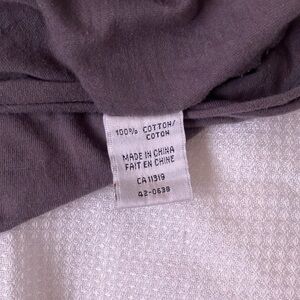 100% COTTON/
COTON
MADE IN CHINA
FAIT EN CHINE
CA 11319
42-0638